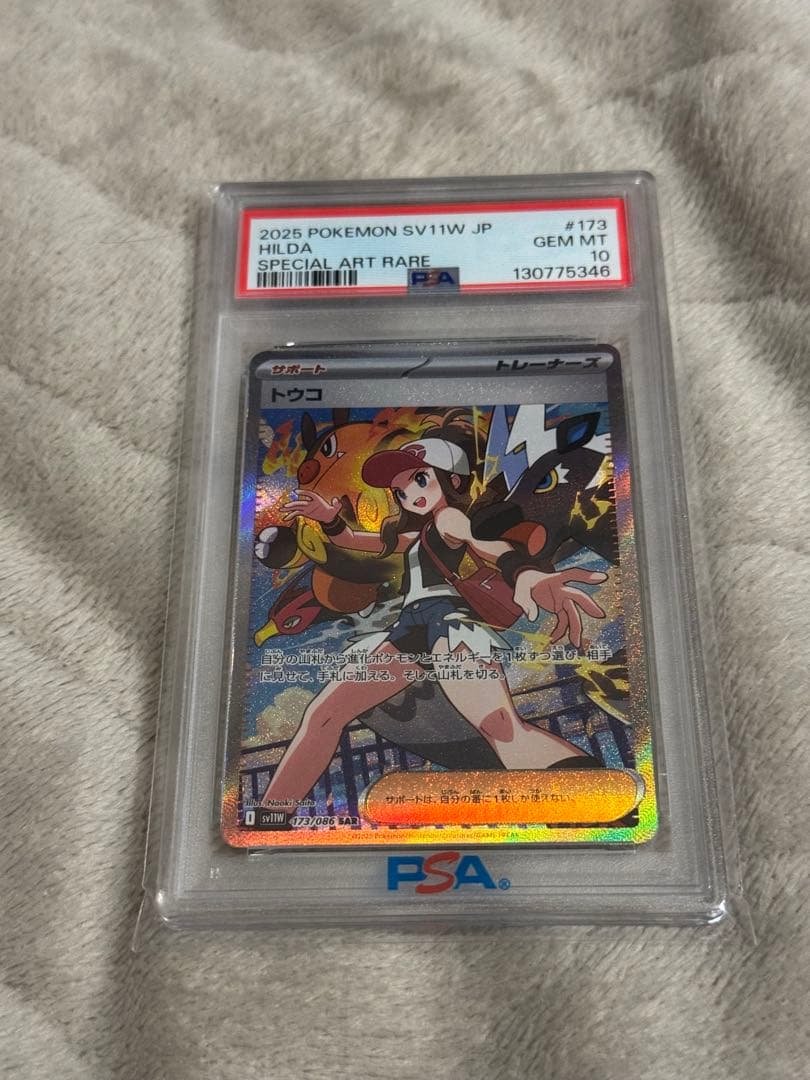 2025 POKEMON SV11W JP #173
HILDA GEM MT
SPECIAL ART RARE 10
PSA 130775346
サポート トレーナーズ
トウコ
自分の山札から進化ポケモンとエネルギーを1枚ずつ選び、相手
に見せて、手札に加える。そして山札を切る。
サポートは、自分の番に1枚しか使えない。
Illus. Naoki Saito
I sv11W 173/086 SAR
PSA®